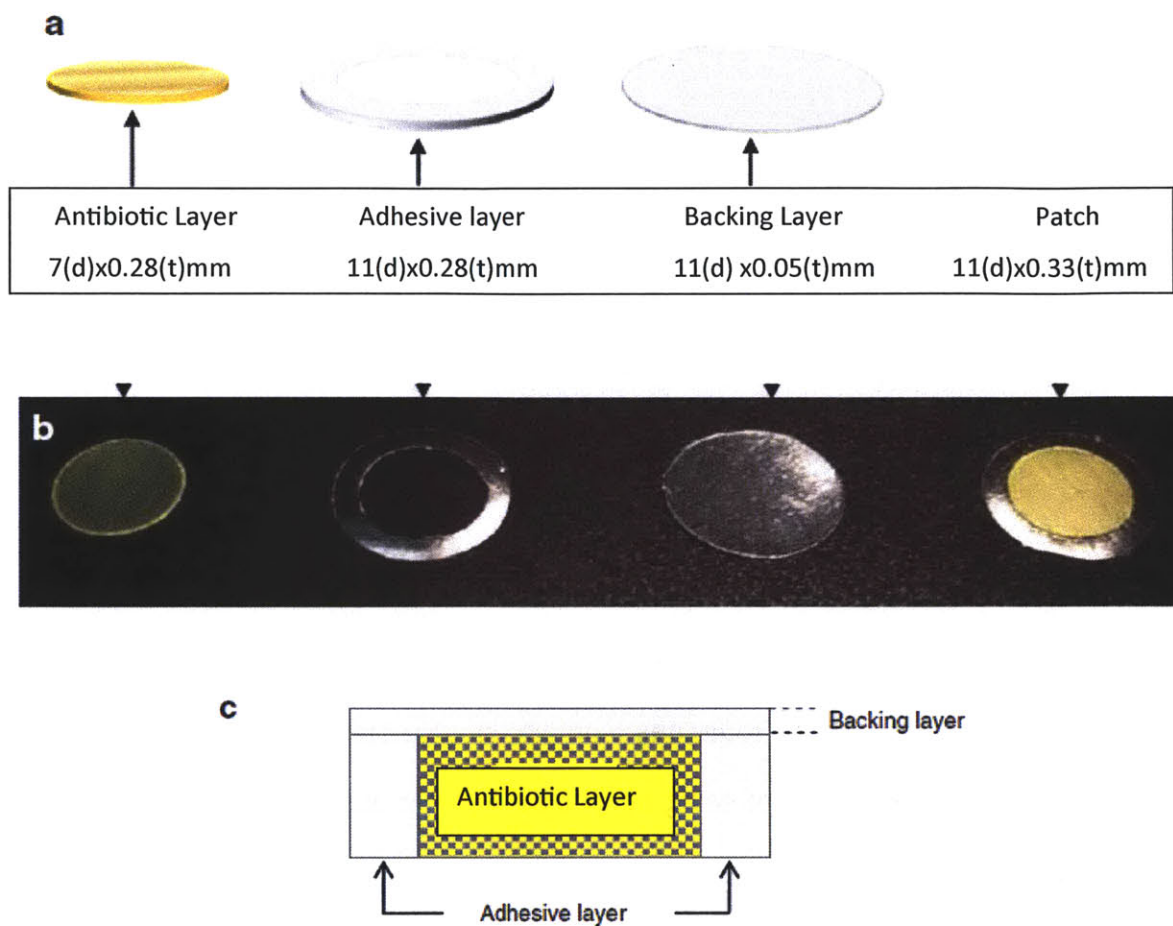 a
Antibiotic Layer Adhesive layer Backing Layer Patch
7(d)x0.28(t)mm 11(d)x0.28(t)mm 11(d) x0.05(t)mm 11(d)x0.33(t)mm
b
c
Backing layer
Antibiotic Layer
Adhesive layer